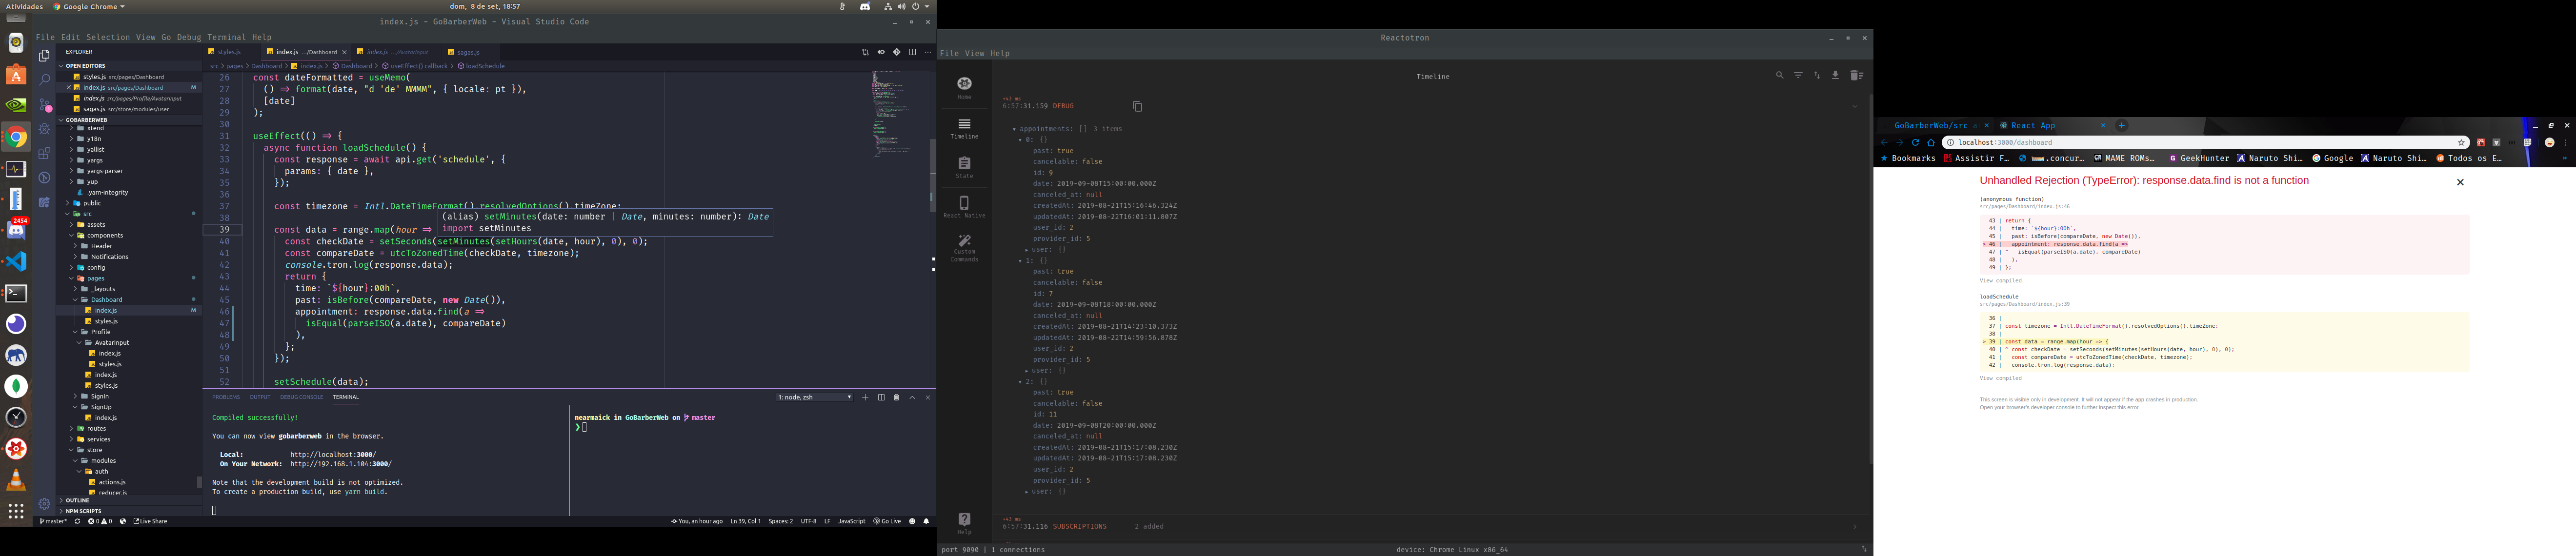 Atividades
Google Chrome
dom, 8 de set, 18:57
index.js - GoBarberWeb - Visual Studio Code
File Edit Selection View Go Debug Terminal Help
EXPLORER
OPEN EDITORS
styles.js src/pages/Dashboard
index.js src/pages/Dashboard M
index.js src/pages/Profile/AvatarInput
sagas.js src/store/modules/user
GOBARBERWEB
xtend
y18n
yallist
yargs
yargs-parser
yup
.yarn-integrity
public
src
assets
components
Header
Notifications
config
pages
_layouts
Dashboard
index.js M
styles.js
Profile
AvatarInput
index.js
styles.js
index.js
styles.js
SignIn
SignUp
index.js
routes
services
store
modules
auth
actions.js
reducer.js
OUTLINE
NPM SCRIPTS
2454
styles.js
index.js .../Dashboard
index.js .../AvatarInput
sagas.js
src > pages > Dashboard > index.js > Dashboard > useEffect() callback > loadSchedule
26 const dateFormatted = useMemo(
27 () => format(date, "d 'de' MMMM", { locale: pt }),
28 [date]
29 );
30
31 useEffect(() => {
32 async function loadSchedule() {
33 const response = await api.get('schedule', {
34 params: { date },
35 });
36
37 const timezone = Intl.DateTimeFormat().resolvedOptions().timeZone;
38
(alias) setMinutes(date: number | Date, minutes: number): Date
import setMinutes
39 const data = range.map(hour =>
40 const checkDate = setSeconds(setMinutes(setHours(date, hour), 0), 0);
41 const compareDate = utcToZonedTime(checkDate, timezone);
42 console.tron.log(response.data);
43 return {
44 time: `${hour}:00h`,
45 past: isBefore(compareDate, new Date()),
46 appointment: response.data.find(a =>
47 isEqual(parseISO(a.date), compareDate)
48 ),
49 };
50 });
51
52 setSchedule(data);
PROBLEMS OUTPUT DEBUG CONSOLE TERMINAL
1: node, zsh
Compiled successfully!
You can now view gobarberweb in the browser.
Local: http://localhost:3000/
On Your Network: http://192.168.1.104:3000/
Note that the development build is not optimized.
To create a production build, use yarn build.
nearmaick in GoBarberWeb on master
❯
master* 0 0 Live Share
You, an hour ago Ln 39, Col 1 Spaces: 2 UTF-8 LF JavaScript Go Live
Reactotron
File View Help
Home
Timeline
State
React Native
Custom Commands
Help
Timeline
+43 ms
6:57:31.159 DEBUG
appointments: [] 3 items
0: {}
past: true
cancelable: false
id: 9
date: 2019-09-08T15:00:00.000Z
canceled_at: null
createdAt: 2019-08-21T15:16:46.324Z
updatedAt: 2019-08-22T16:01:11.807Z
user_id: 2
provider_id: 5
user: {}
1: {}
past: true
cancelable: false
id: 7
date: 2019-09-08T18:00:00.000Z
canceled_at: null
createdAt: 2019-08-21T14:23:10.373Z
updatedAt: 2019-08-22T14:59:56.878Z
user_id: 2
provider_id: 5
user: {}
2: {}
past: true
cancelable: false
id: 11
date: 2019-09-08T20:00:00.000Z
canceled_at: null
createdAt: 2019-08-21T15:17:08.230Z
updatedAt: 2019-08-21T15:17:08.230Z
user_id: 2
provider_id: 5
user: {}
+43 ms
6:57:31.116 SUBSCRIPTIONS 2 added
port 9090 | 1 connections
device: Chrome Linux x86_64
GoBarberWeb/src
React App
localhost:3000/dashboard
Bookmarks Assistir F... www.concur... MAME ROMs... GeekHunter Naruto Shi... Google Naruto Shi... Todos os E...
Unhandled Rejection (TypeError): response.data.find is not a function
(anonymous function)
src/pages/Dashboard/index.js:46
43 | return {
44 | time: `${hour}:00h`,
45 | past: isBefore(compareDate, new Date()),
> 46 | appointment: response.data.find(a =>
47 | ^ isEqual(parseISO(a.date), compareDate)
48 | ),
49 | };
View compiled
loadSchedule
src/pages/Dashboard/index.js:39
36 |
37 | const timezone = Intl.DateTimeFormat().resolvedOptions().timeZone;
38 |
> 39 | const data = range.map(hour => {
40 | ^ const checkDate = setSeconds(setMinutes(setHours(date, hour), 0), 0);
41 | const compareDate = utcToZonedTime(checkDate, timezone);
42 | console.tron.log(response.data);
View compiled
This screen is visible only in development. It will not appear if the app crashes in production.
Open your browser's developer console to further inspect this error.